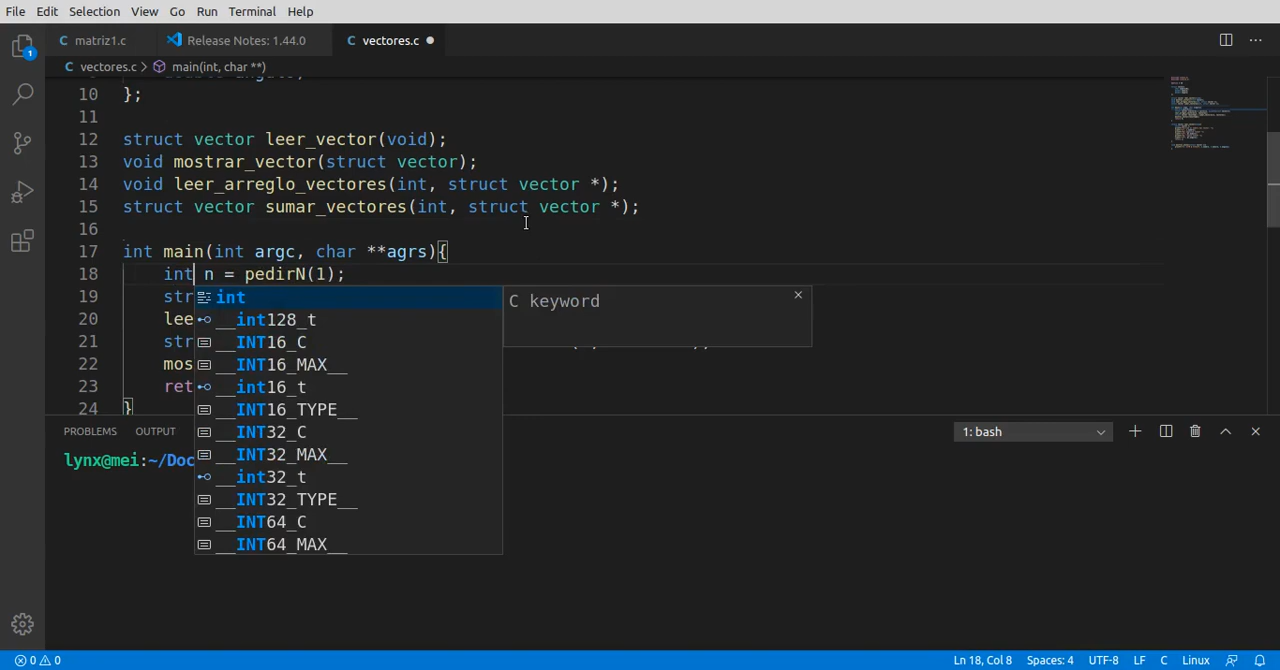 File Edit Selection View Go Run Terminal Help
C matriz1.c Release Notes: 1.44.0 C vectores.c
C vectores.c > main(int, char **)
10 };
11
12 struct vector leer_vector(void);
13 void mostrar_vector(struct vector);
14 void leer_arreglo_vectores(int, struct vector *);
15 struct vector sumar_vectores(int, struct vector *);
16
17 int main(int argc, char **agrs){
18 int n = pedirN(1);
19 str
20 lee
21 str
22 mos
23 ret
24 }
int
__int128_t
__INT16_C
__INT16_MAX__
__int16_t
__INT16_TYPE__
__INT32_C
__INT32_MAX__
__int32_t
__INT32_TYPE__
__INT64_C
__INT64_MAX__
C keyword
PROBLEMS OUTPUT 1: bash
lynx@mei:~/Doc
1
0 0 Ln 18, Col 8 Spaces: 4 UTF-8 LF C Linux